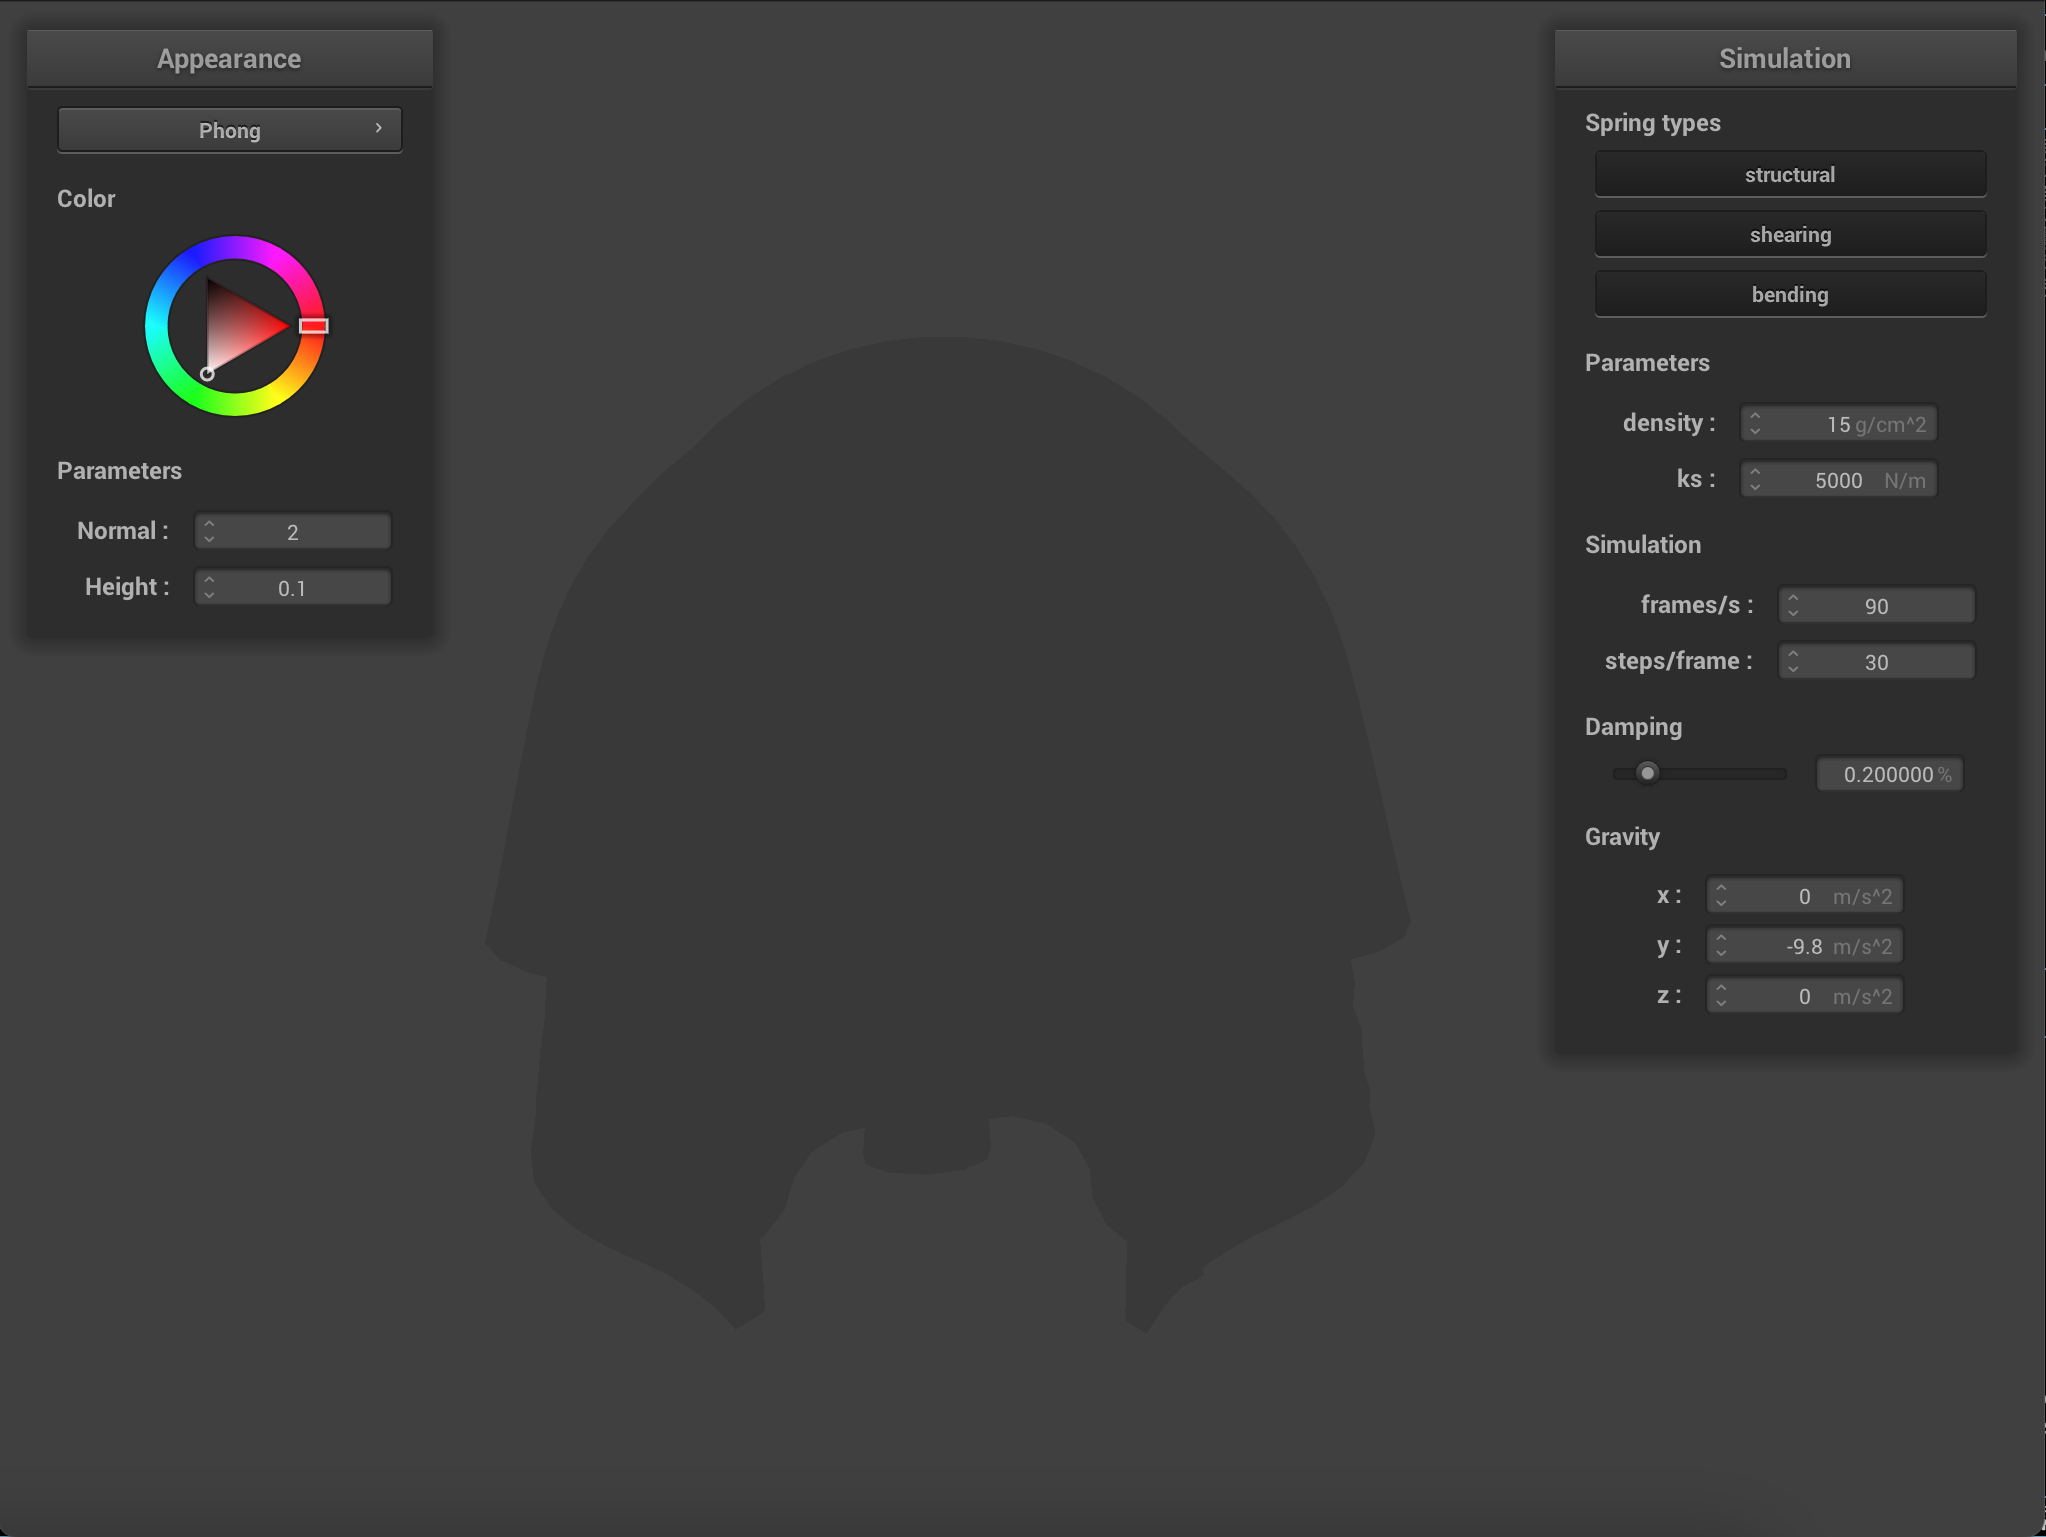 Appearance
Phong
Color
Parameters
Normal : 2
Height : 0.1
Simulation
Spring types
structural
shearing
bending
Parameters
density : 15 g/cm^2
ks : 5000 N/m
Simulation
frames/s : 90
steps/frame : 30
Damping
0.200000 %
Gravity
x : 0 m/s^2
y : -9.8 m/s^2
z : 0 m/s^2